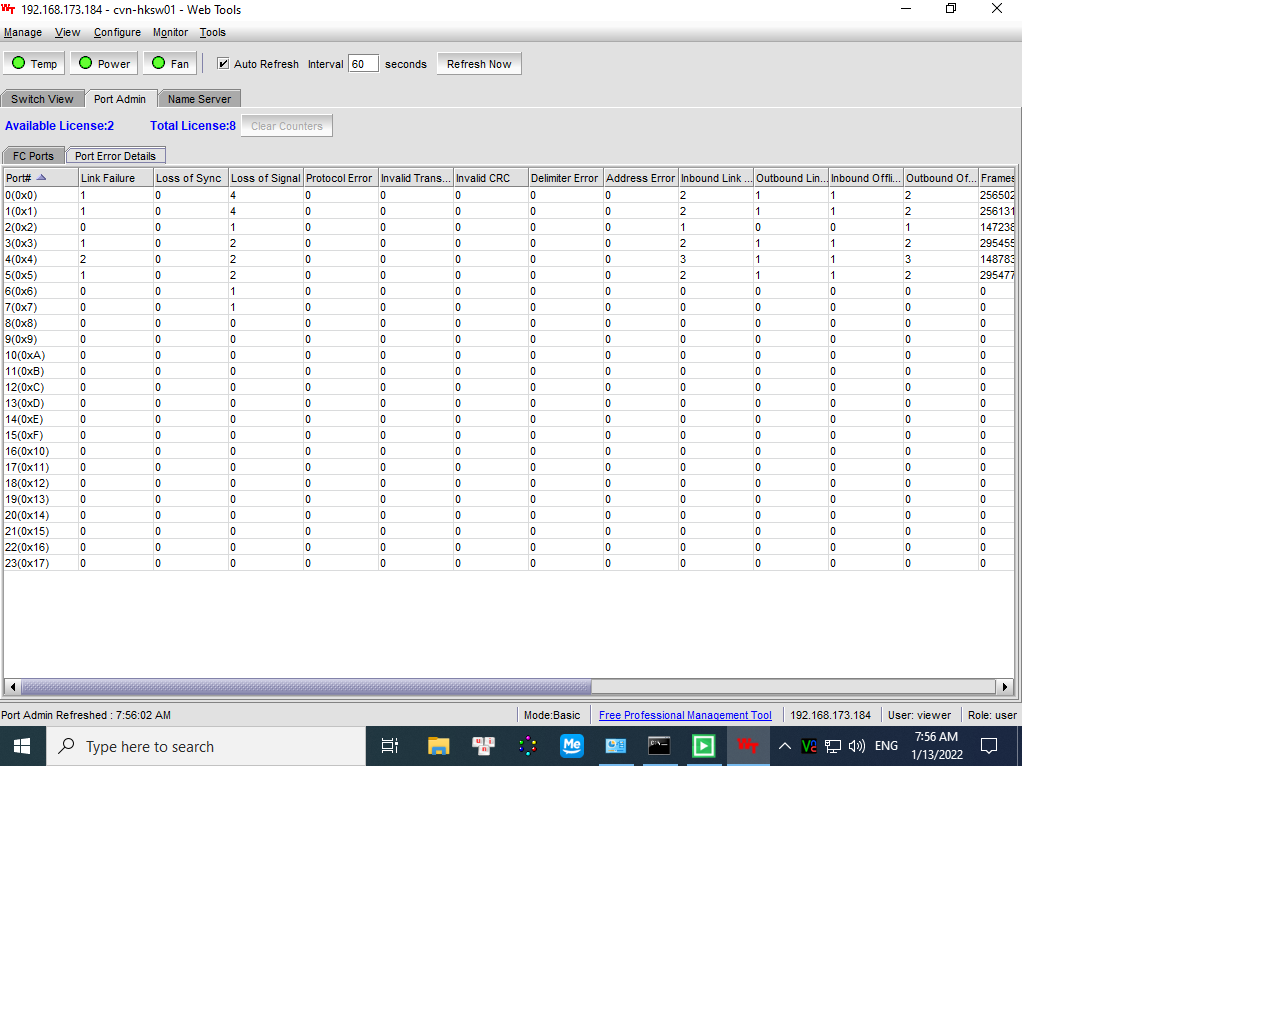 192.168.173.184 - cvn-hksw01 - Web Tools
Manage View Configure Monitor Tools
Temp Power Fan Auto Refresh Interval 60 seconds Refresh Now
Switch View Port Admin Name Server
Available License:2 Total License:8 Clear Counters
FC Ports Port Error Details
Port# Link Failure Loss of Sync Loss of Signal Protocol Error Invalid Trans... Invalid CRC Delimiter Error Address Error Inbound Link ... Outbound Lin... Inbound Offli... Outbound Of... Frames
0(0x0) 1 0 4 0 0 0 0 0 2 1 1 2 256502
1(0x1) 1 0 4 0 0 0 0 0 2 1 1 2 256131
2(0x2) 0 0 1 0 0 0 0 0 1 0 0 1 147238
3(0x3) 1 0 2 0 0 0 0 0 2 1 1 2 295455
4(0x4) 2 0 2 0 0 0 0 0 3 1 1 3 148783
5(0x5) 1 0 2 0 0 0 0 0 2 1 1 2 295477
6(0x6) 0 0 1 0 0 0 0 0 0 0 0 0 0
7(0x7) 0 0 1 0 0 0 0 0 0 0 0 0 0
8(0x8) 0 0 0 0 0 0 0 0 0 0 0 0 0
9(0x9) 0 0 0 0 0 0 0 0 0 0 0 0 0
10(0xA) 0 0 0 0 0 0 0 0 0 0 0 0 0
11(0xB) 0 0 0 0 0 0 0 0 0 0 0 0 0
12(0xC) 0 0 0 0 0 0 0 0 0 0 0 0 0
13(0xD) 0 0 0 0 0 0 0 0 0 0 0 0 0
14(0xE) 0 0 0 0 0 0 0 0 0 0 0 0 0
15(0xF) 0 0 0 0 0 0 0 0 0 0 0 0 0
16(0x10) 0 0 0 0 0 0 0 0 0 0 0 0 0
17(0x11) 0 0 0 0 0 0 0 0 0 0 0 0 0
18(0x12) 0 0 0 0 0 0 0 0 0 0 0 0 0
19(0x13) 0 0 0 0 0 0 0 0 0 0 0 0 0
20(0x14) 0 0 0 0 0 0 0 0 0 0 0 0 0
21(0x15) 0 0 0 0 0 0 0 0 0 0 0 0 0
22(0x16) 0 0 0 0 0 0 0 0 0 0 0 0 0
23(0x17) 0 0 0 0 0 0 0 0 0 0 0 0 0
Port Admin Refreshed : 7:56:02 AM Mode:Basic Free Professional Management Tool 192.168.173.184 User: viewer Role: user
Type here to search Me ENG 7:56 AM
1/13/2022